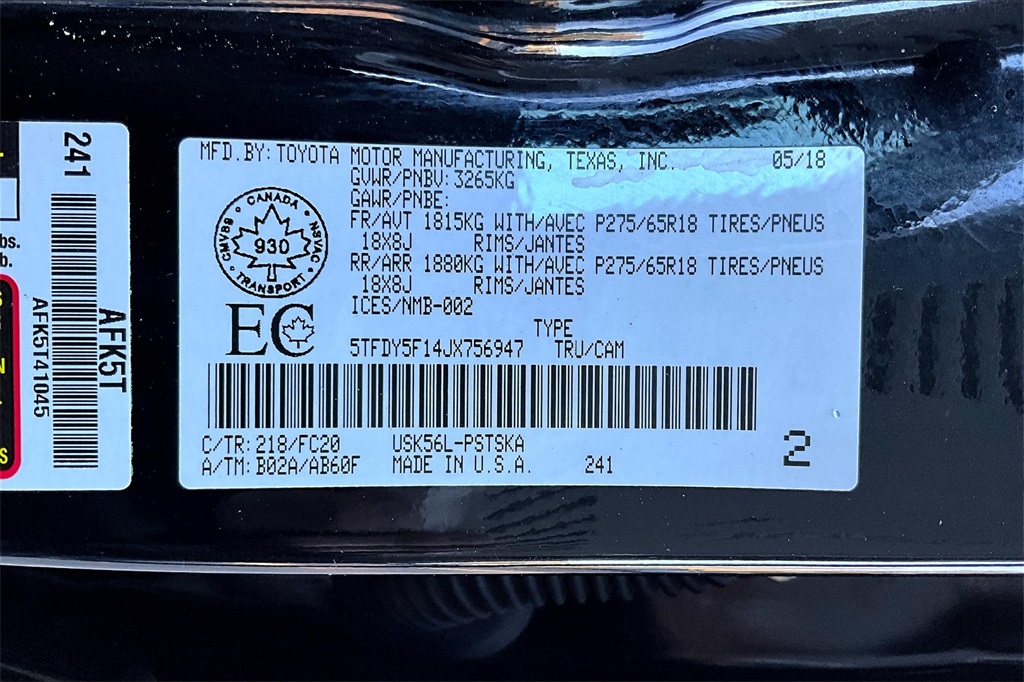 241
AFK5T
AFK5T41045
bs.
b.
MFD.BY: TOYOTA MOTOR MANUFACTURING, TEXAS, INC. 05/18
GVWR/PNBV: 3265KG
GAWR/PNBE:
FR/AVT 1815KG WITH/AVEC P275/65R18 TIRES/PNEUS
18X8J RIMS/JANTES
RR/ARR 1880KG WITH/AVEC P275/65R18 TIRES/PNEUS
18X8J RIMS/JANTES
ICES/NMB-002
CANADA
CMVSS
930
NSVAC
TRANSPORT
EC
TYPE
5TFDY5F14JX756947 TRU/CAM
C/TR: 218/FC20 USK56L-PSTSKA
A/TM: B02A/AB60F MADE IN U.S.A. 241
2